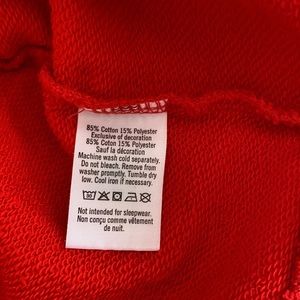 85% Cotton 15% Polyester
Exclusive of decoration
85% Coton 15% Polyester
Sauf la décoration
Machine wash cold separately.
Do not bleach. Remove from
washer promptly. Tumble dry
low. Cool iron if necessary.
Not intended for sleepwear.
Non conçu comme vêtement
de nuit.